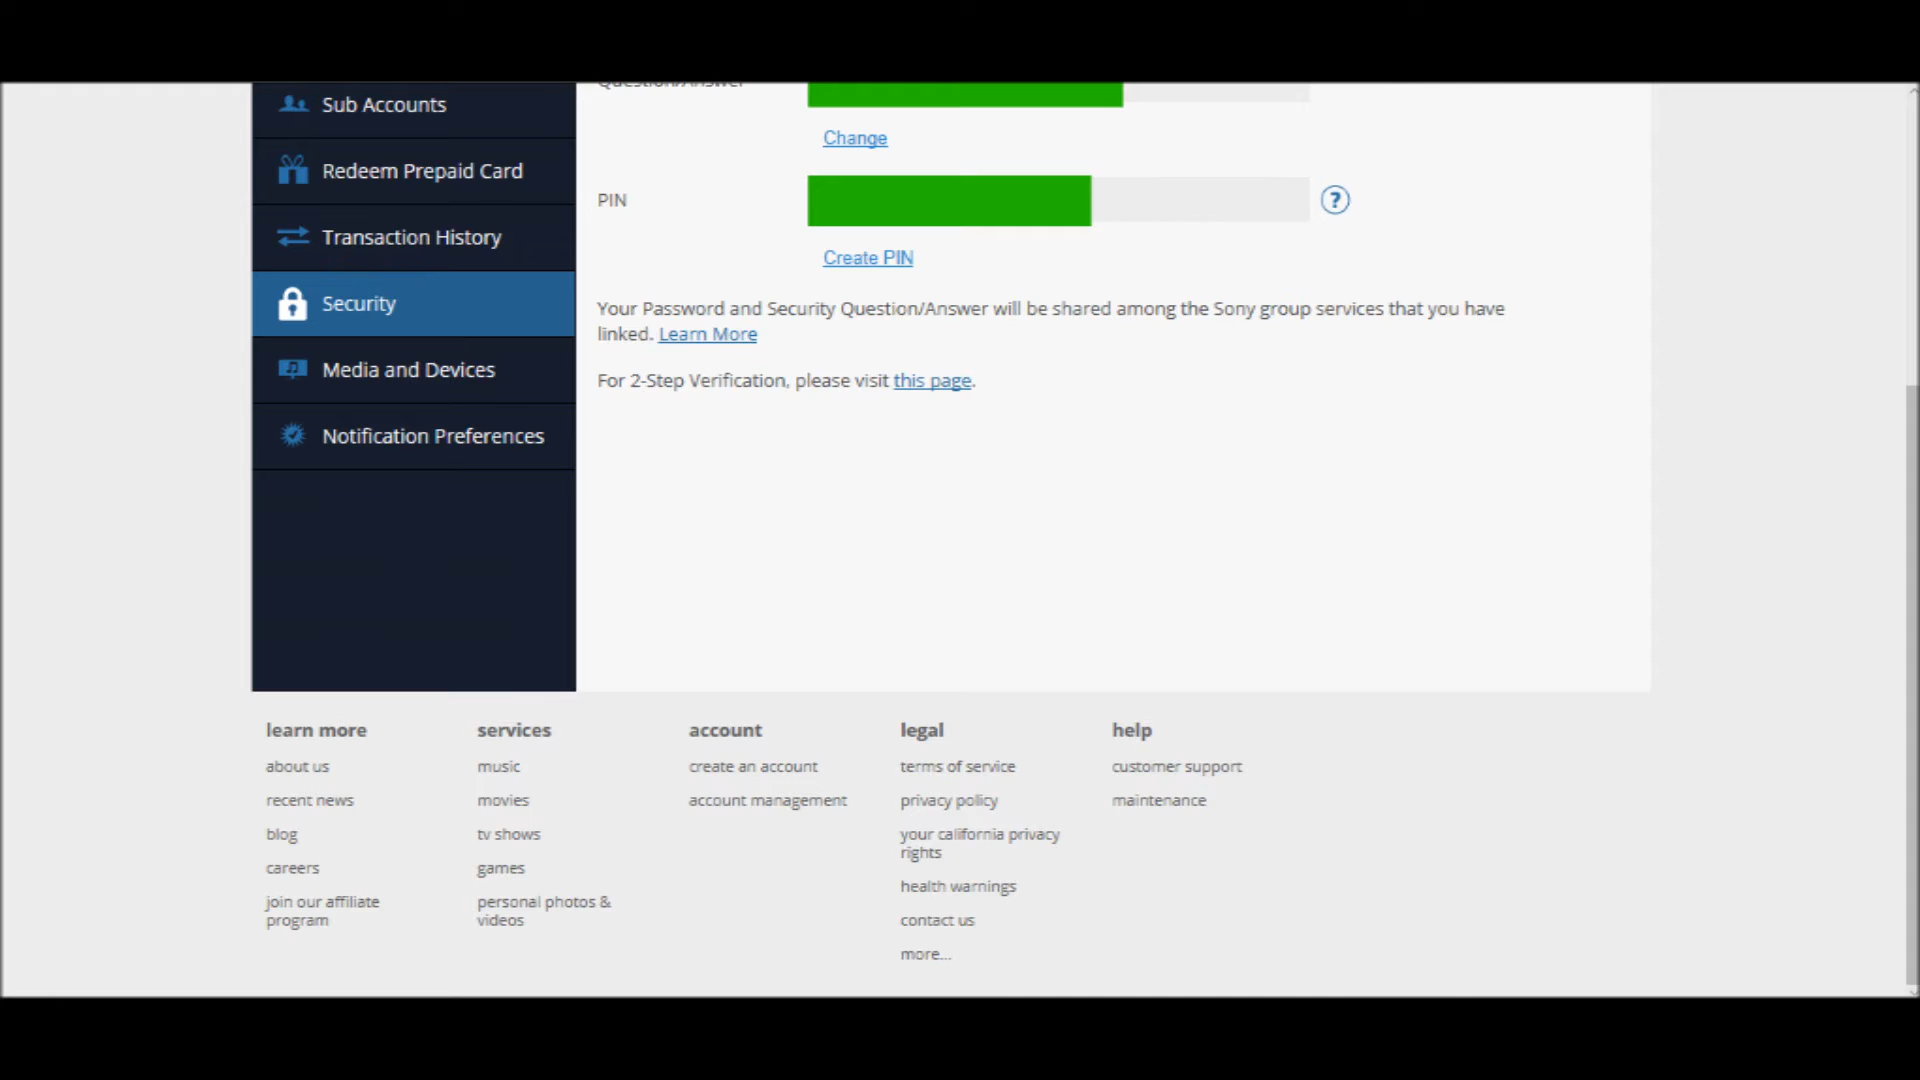 Question/Answer
Sub Accounts
Change
Redeem Prepaid Card
PIN
?
Transaction History
Create PIN
Security
Your Password and Security Question/Answer will be shared among the Sony group services that you have
linked. Learn More
Media and Devices
For 2-Step Verification, please visit this page.
Notification Preferences
learn more
about us
recent news
blog
careers
join our affiliate
program
services
music
movies
tv shows
games
personal photos &
videos
account
create an account
account management
legal
terms of service
privacy policy
your california privacy
rights
health warnings
contact us
more...
help
customer support
maintenance